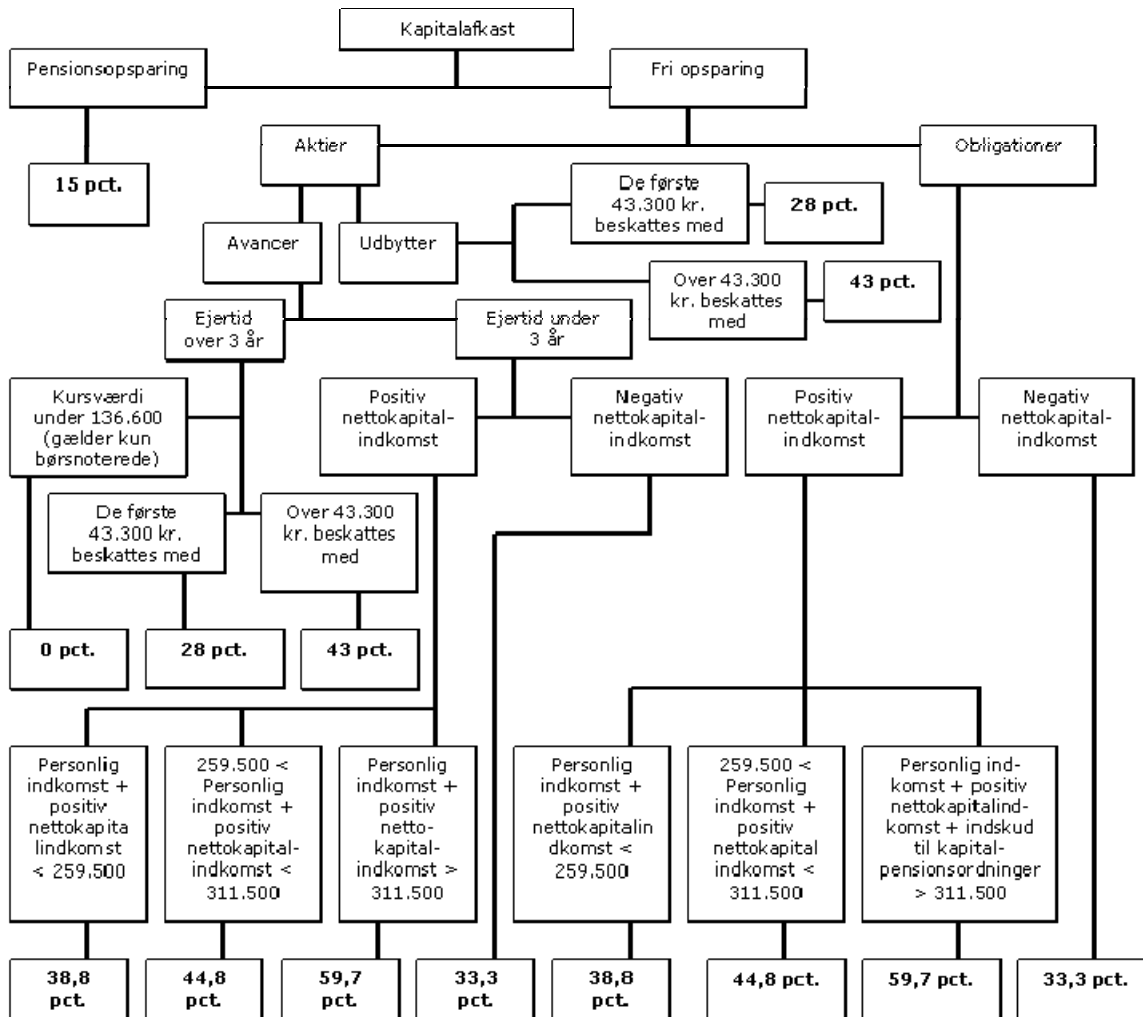 Kapitalafkast
Pensionsopsparing
Fri opsparing
Aktier
Obligationer
15 pct.
De første
43.300 kr.
beskattes med
28 pct.
Avancer
Udbytter
Over 43.300
kr. beskattes
med
43 pct.
Ejertid
over 3 år
Ejertid under
3 år
Kursværdi
under 136.600
(gælder kun
børsnoterede)
Positiv
nettokapital-
indkomst
Negativ
nettokapital-
indkomst
Positiv
nettokapital-
indkomst
Negativ
nettokapital-
indkomst
De første
43.300 kr.
beskattes med
Over 43.300
kr. beskattes
med
0 pct.
28 pct.
43 pct.
Personlig
indkomst +
positiv
nettokapita
lindkomst
< 259.500
259.500 <
Personlig
indkomst +
positiv
nettokapital-
indkomst <
311.500
Personlig
indkomst +
positiv
netto-
kapital-
indkomst >
311.500
Personlig
indkomst +
positiv
nettokapitalin
dkomst <
259.500
259.500 <
Personlig
indkomst +
positiv
nettokapital
indkomst <
311.500
Personlig ind-
komst + positiv
nettokapitalind-
komst + indskud
til kapital-
pensionsordninger
> 311.500
38,8
pct.
44,8
pct.
59,7
pct.
33,3
pct.
38,8
pct.
44,8 pct.
59,7 pct.
33,3 pct.